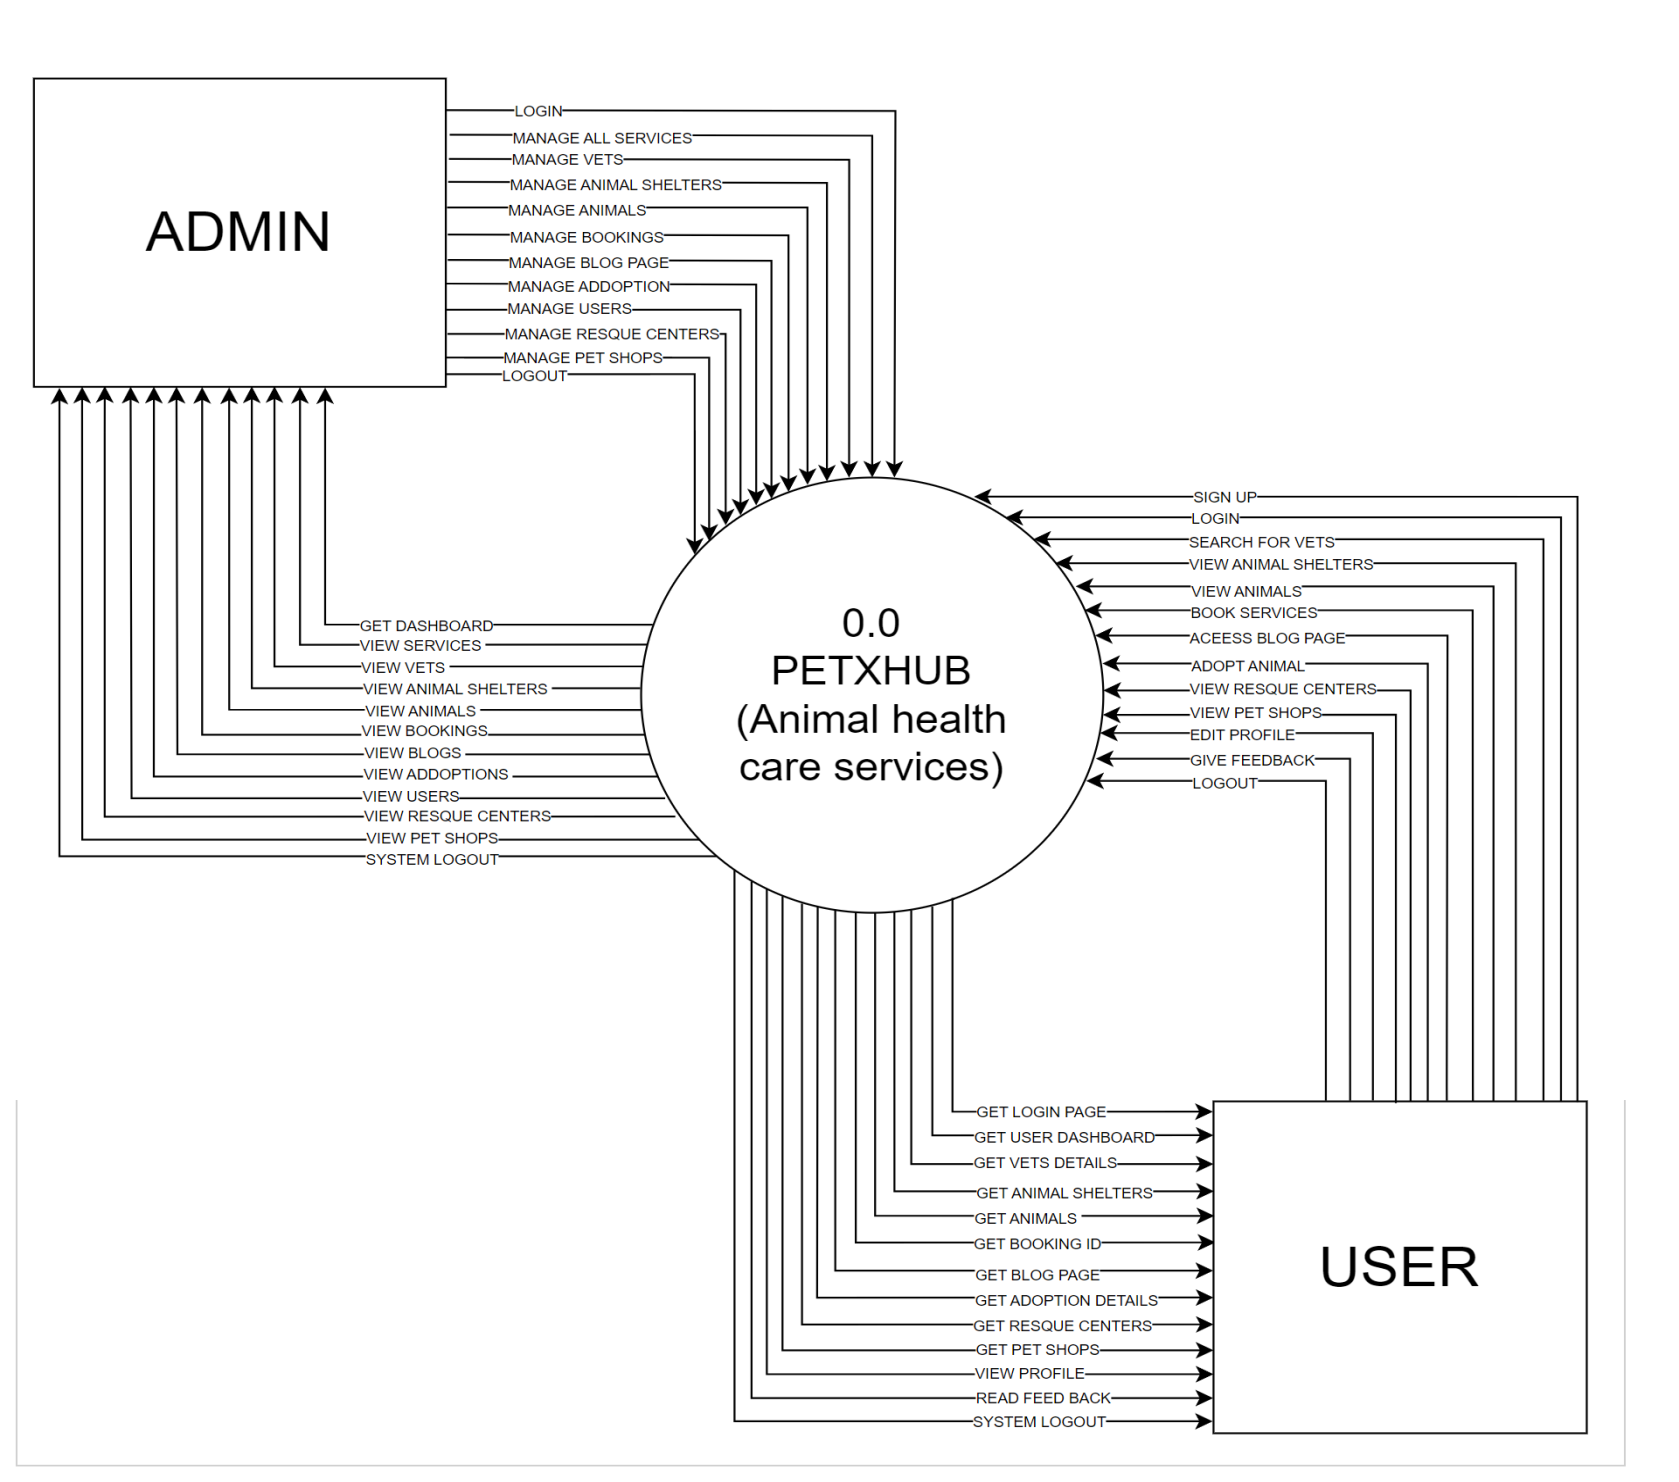 ADMIN
LOGIN
MANAGE ALL SERVICES
MANAGE VETS
MANAGE ANIMAL SHELTERS
MANAGE ANIMALS
MANAGE BOOKINGS
MANAGE BLOG PAGE
MANAGE ADDOPTION
MANAGE USERS
MANAGE RESQUE CENTERS
MANAGE PET SHOPS
LOGOUT
GET DASHBOARD
VIEW SERVICES
VIEW VETS
VIEW ANIMAL SHELTERS
VIEW ANIMALS
VIEW BOOKINGS
VIEW BLOGS
VIEW ADDOPTIONS
VIEW USERS
VIEW RESQUE CENTERS
VIEW PET SHOPS
SYSTEM LOGOUT
0.0
PETXHUB
(Animal health
care services)
SIGN UP
LOGIN
SEARCH FOR VETS
VIEW ANIMAL SHELTERS
VIEW ANIMALS
BOOK SERVICES
ACEESS BLOG PAGE
ADOPT ANIMAL
VIEW RESQUE CENTERS
VIEW PET SHOPS
EDIT PROFILE
GIVE FEEDBACK
LOGOUT
GET LOGIN PAGE
GET USER DASHBOARD
GET VETS DETAILS
GET ANIMAL SHELTERS
GET ANIMALS
GET BOOKING ID
GET BLOG PAGE
GET ADOPTION DETAILS
GET RESQUE CENTERS
GET PET SHOPS
VIEW PROFILE
READ FEED BACK
SYSTEM LOGOUT
USER